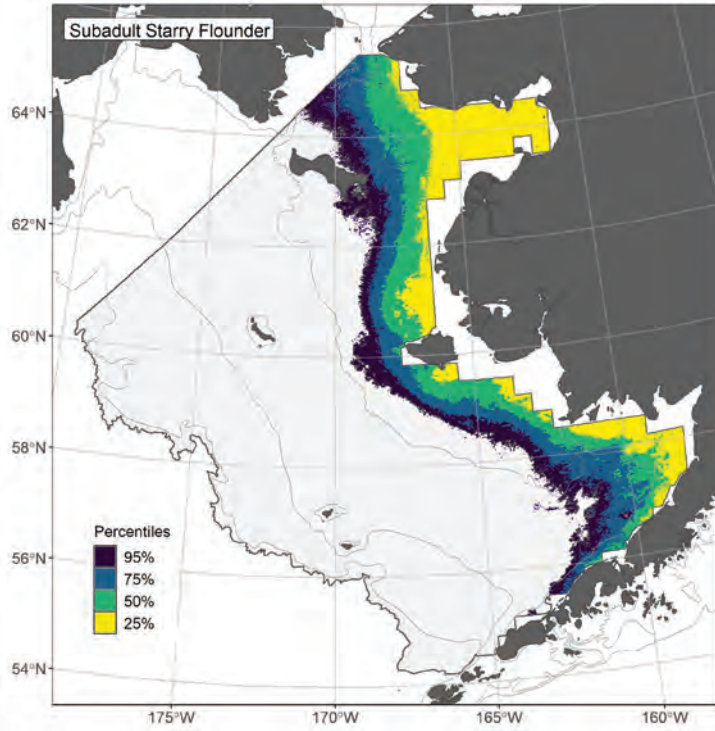 Subadult Starry Flounder
64°N
62°N
60°N
58°N
56°N
54°N
Percentiles
95%
75%
50%
25%
175°W
170°W
165°W
160°W